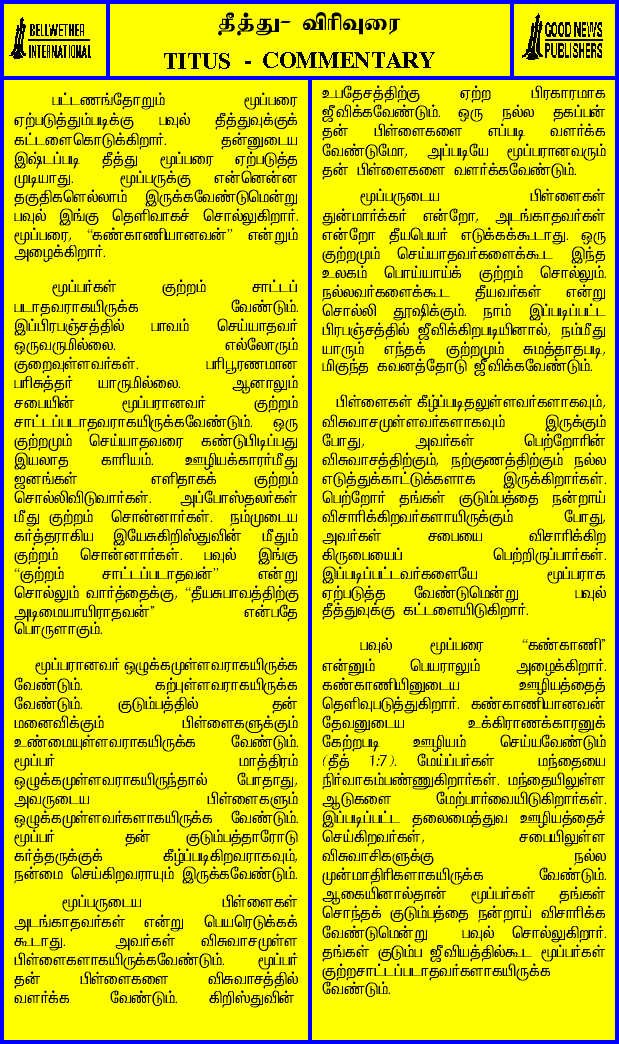 BELLWETHER
INTERNATIONAL
தீத்து- விரிவுரை
TITUS - COMMENTARY
GOOD NEWS
PUBLISHERS
பட்டணந்தோறும் மூப்பரை
ஏற்படுத்தும்படிக்கு பவுல் தீத்துவுக்குக்
கட்டளைகொடுக்கிறார். தன்னுடைய
இஷ்டப்படி தீத்து மூப்பரை ஏற்படுத்த
முடியாது. மூப்பருக்கு என்னென்ன
தகுதிகளெல்லாம் இருக்கவேண்டுமென்று
பவுல் இங்கு தெளிவாகச் சொல்லுகிறார்.
மூப்பரை, “கண்காணியானவன்” என்றும்
அழைக்கிறார்.
மூப்பர்கள் குற்றம் சாட்டப்
படாதவராகயிருக்க வேண்டும்.
இப்பிரபஞ்சத்தில் பாவம் செய்யாதவர்
ஒருவருமில்லை. எல்லோரும்
குறைவுள்ளவர்கள். பரிபூரணமான
பரிசுத்தர் யாருமில்லை. ஆனாலும்
சபையின் மூப்பரானவர் குற்றம்
சாட்டப்படாதவராகயிருக்கவேண்டும். ஒரு
குற்றமும் செய்யாதவரை கண்டுபிடிப்பது
இயலாத காரியம். ஊழியக்காரர்மீது
ஜனங்கள் எளிதாகக் குற்றம்
சொல்லிவிடுவார்கள். அப்போஸ்தலர்கள்
மீது குற்றம் சொன்னார்கள். நம்முடைய
கர்த்தராகிய இயேசுகிறிஸ்துவின் மீதும்
குற்றம் சொன்னார்கள். பவுல் இங்கு
“குற்றம் சாட்டப்படாதவன்” என்று
சொல்லும் வார்த்தைக்கு, “தீயசுபாவத்திற்கு
அடிமையாயிராதவன்” என்பதே
பொருளாகும்.
மூப்பரானவர் ஒழுக்கமுள்ளவராகயிருக்க
வேண்டும். கற்புள்ளவராகயிருக்க
வேண்டும். குடும்பத்தில் தன்
மனைவிக்கும் பிள்ளைகளுக்கும்
உண்மையுள்ளவராகயிருக்க வேண்டும்.
மூப்பர் மாத்திரம்
ஒழுக்கமுள்ளவராகயிருந்தால் போதாது,
அவருடைய பிள்ளைகளும்
ஒழுக்கமுள்ளவர்களாகயிருக்க வேண்டும்.
மூப்பர் தன் குடும்பத்தாரோடு
கர்த்தருக்குக் கீழ்ப்படிகிறவராகவும்,
நன்மை செய்கிறவராயும் இருக்கவேண்டும்.
மூப்பருடைய பிள்ளைகள்
அடங்காதவர்கள் என்று பெயரெடுக்கக்
கூடாது. அவர்கள் விசுவாசமுள்ள
பிள்ளைகளாகயிருக்கவேண்டும். மூப்பர்
தன் பிள்ளைகளை விசுவாசத்தில்
வளர்க்க வேண்டும். கிறிஸ்துவின்
உபதேசத்திற்கு ஏற்ற பிரகாரமாக
ஜீவிக்கவேண்டும். ஒரு நல்ல தகப்பன்
தன் பிள்ளைகளை எப்படி வளர்க்க
வேண்டுமோ, அப்படியே மூப்பரானவரும்
தன் பிள்ளைகளை வளர்க்கவேண்டும்.
மூப்பருடைய பிள்ளைகள்
துன்மார்க்கர் என்றோ, அடங்காதவர்கள்
என்றோ தீயபெயர் எடுக்கக்கூடாது. ஒரு
குற்றமும் செய்யாதவர்களைக்கூட இந்த
உலகம் பொய்யாய்க் குற்றம் சொல்லும்.
நல்லவர்களைக்கூட தீயவர்கள் என்று
சொல்லி தூஷிக்கும். நாம் இப்படிப்பட்ட
பிரபஞ்சத்தில் ஜீவிக்கிறபடியினால், நம்மீது
யாரும் எந்தக் குற்றமும் சுமத்தாதபடி,
மிகுந்த கவனத்தோடு ஜீவிக்கவேண்டும்.
பிள்ளைகள் கீழ்ப்படிதலுள்ளவர்களாகவும்,
விசுவாசமுள்ளவர்களாகவும் இருக்கும்
போது, அவர்கள் பெற்றோரின்
விசுவாசத்திற்கும், நற்குணத்திற்கும் நல்ல
எடுத்துக்காட்டுக்களாக இருக்கிறார்கள்.
பெற்றோர் தங்கள் குடும்பத்தை நன்றாய்
விசாரிக்கிறவர்களாயிருக்கும் போது,
அவர்கள் சபையை விசாரிக்கிற
கிருபையைப் பெற்றிருப்பார்கள்.
இப்படிப்பட்டவர்களையே மூப்பராக
ஏற்படுத்த வேண்டுமென்று பவுல்
தீத்துவுக்கு கட்டளையிடுகிறார்.
பவுல் மூப்பரை “கண்காணி”
என்னும் பெயராலும் அழைக்கிறார்.
கண்காணியினுடைய ஊழியத்தைத்
தெளிவுபடுத்துகிறார். கண்காணியானவன்
தேவனுடைய உக்கிராணக்காரனுக்
கேற்றபடி ஊழியம் செய்யவேண்டும்
(தீத் 1:7). மேய்ப்பர்கள் மந்தையை
நிர்வாகம்பண்ணுகிறார்கள். மந்தையிலுள்ள
ஆடுகளை மேற்பார்வையிடுகிறார்கள்.
இப்படிப்பட்ட தலைமைத்துவ ஊழியத்தைச்
செய்கிறவர்கள், சபையிலுள்ள
விசுவாசிகளுக்கு நல்ல
முன்மாதிரிகளாகயிருக்க வேண்டும்.
ஆகையினால்தான் மூப்பர்கள் தங்கள்
சொந்தக் குடும்பத்தை நன்றாய் விசாரிக்க
வேண்டுமென்று பவுல் சொல்லுகிறார்.
தங்கள் குடும்ப ஜீவியத்தில்கூட மூப்பர்கள்
குற்றசாட்டப்படாதவர்களாகயிருக்க
வேண்டும்.